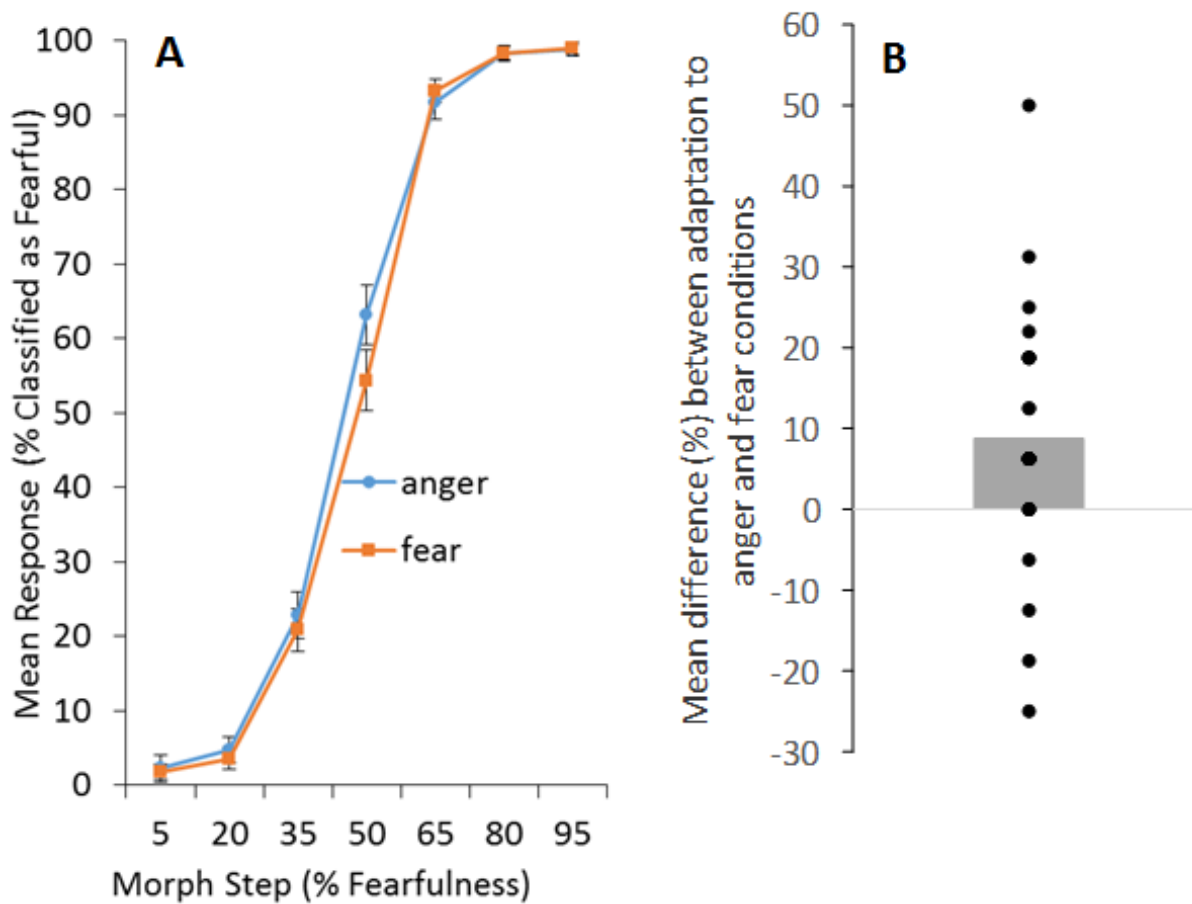 A
Mean Response (% Classified as Fearful)
100
90
80
70
60
50
40
30
20
10
0
anger
fear
5 20 35 50 65 80 95
Morph Step (% Fearfulness)
B
Mean difference (%) between adaptation to
anger and fear conditions
60
50
40
30
20
10
0
-10
-20
-30